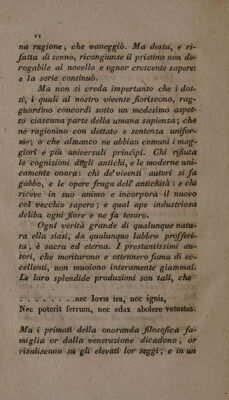 VI
na ragione, che vaneggiò. Ma desta, e ri-
fatta di senno, ricongiunse il pristino non de-
rogabile al novello e ognor crescente sapere:
e la serie continuò.
Ma non si creda impertanto che i dot-
ti, i quali al nostro vivente fioriscono, rag-
guardino concordi sotto un medesimo aspet-
to ciascuna parte della umana sapienza; che
ne ragionino con dettato e sentenza unifor-
me; o che almanco ne abbian comuni i mag-
giori e più universali principj. Chi rifiuta
le cognizioni degli antichi, e le moderne uni-
camente onora: chi de' viventi autori si fa
gabbo, e le opere fruga dell' antichità: e chi
riceve in suo animo e incorpora il nuovo
col vecchio sapere; e qual ape industriosa
deliba ogni fiore e ne fa tesoro.
Ogni verità grande di qualunque natu-
ra ella siasi, da qualunque labbro profferi-
ta, è sacra ed eterna. I prestantissimi au-
tori, che meritarono e ottennero fama di ec-
cellenti, non muoiono interamente giammai.
Le loro splendide produzioni son tali, che
. . . . . . . . nec Iovis ira, nec ignis,
Nec poterit ferrum, nec edax abolere vetustas.
Ma i primati della onoranda filosofica fa-
miglia or dalla venerazione dicadono, or
risaliscono su gli elevati lor seggi; e in un